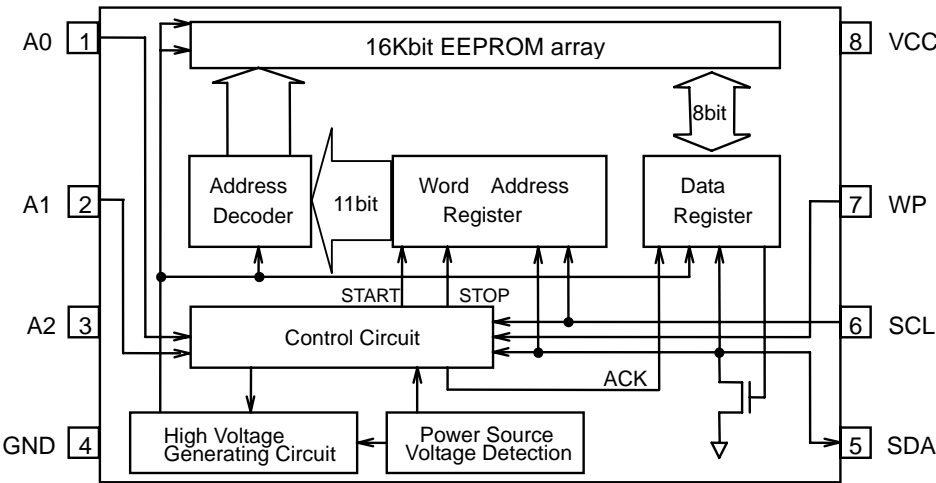 A0 1
16Kbit EEPROM array
8 VCC
8bit
A1 2
Address
Decoder
11bit
Word Address
Register
Data
Register
7 WP
START STOP
A2 3
Control Circuit
6 SCL
ACK
GND 4
High Voltage
Generating Circuit
Power Source
Voltage Detection
5 SDA